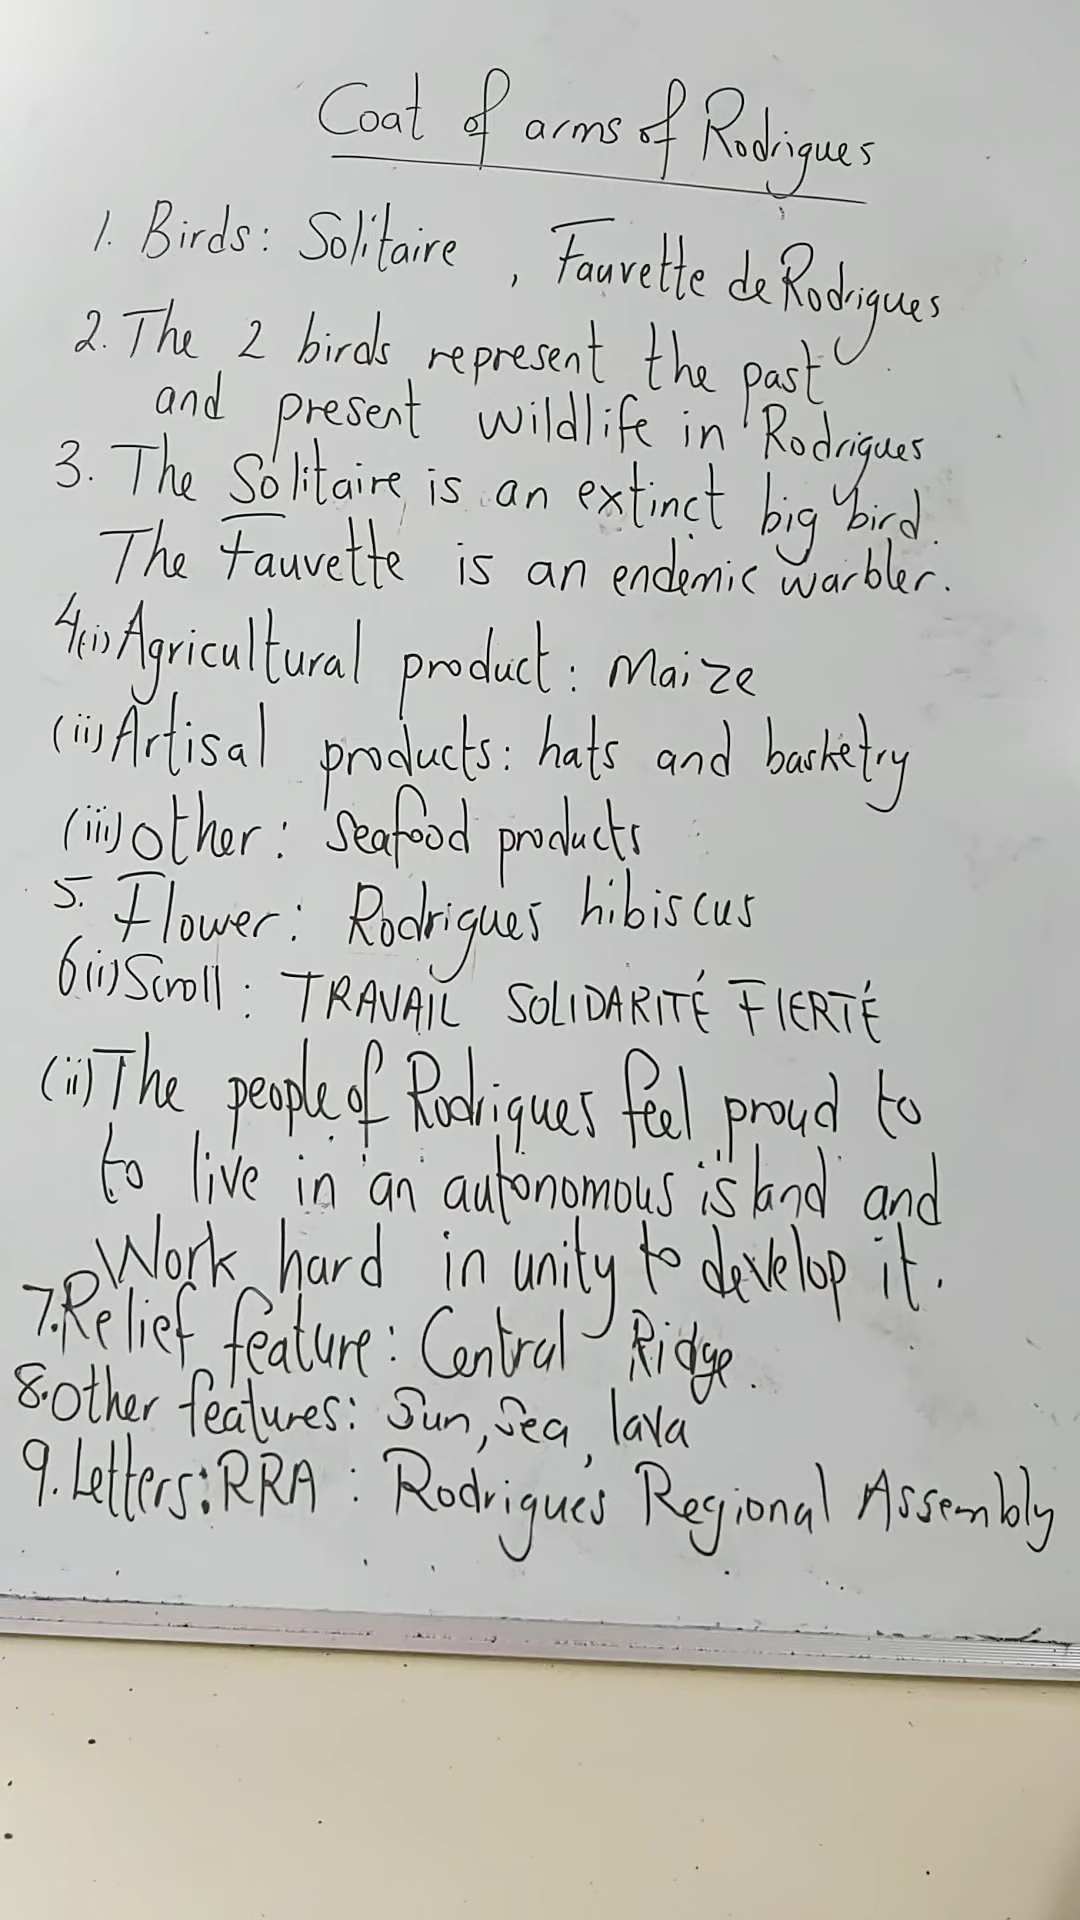 Coat of arms of Rodrigues
1. Birds: Solitaire , Fauvette de Rodrigues
2. The 2 birds represent the past
and present wildlife in Rodrigues
3. The Solitaire is an extinct big bird.
The Fauvette is an endemic warbler.
4(i) Agricultural product: Maize
(ii) Artisal products: hats and basketry
(iii) Other: Seafood products
5. Flower: Rodrigues hibiscus
6(i) Scroll: TRAVAIL SOLIDARITÉ FIERTÉ
(ii) The people of Rodrigues feel proud to
to live in an autonomous island and
Work hard in unity to develop it.
7. Relief feature: Central Ridge.
8. Other features: Sun, Sea, lava
9. Letters: RRA : Rodrigues Regional Assembly